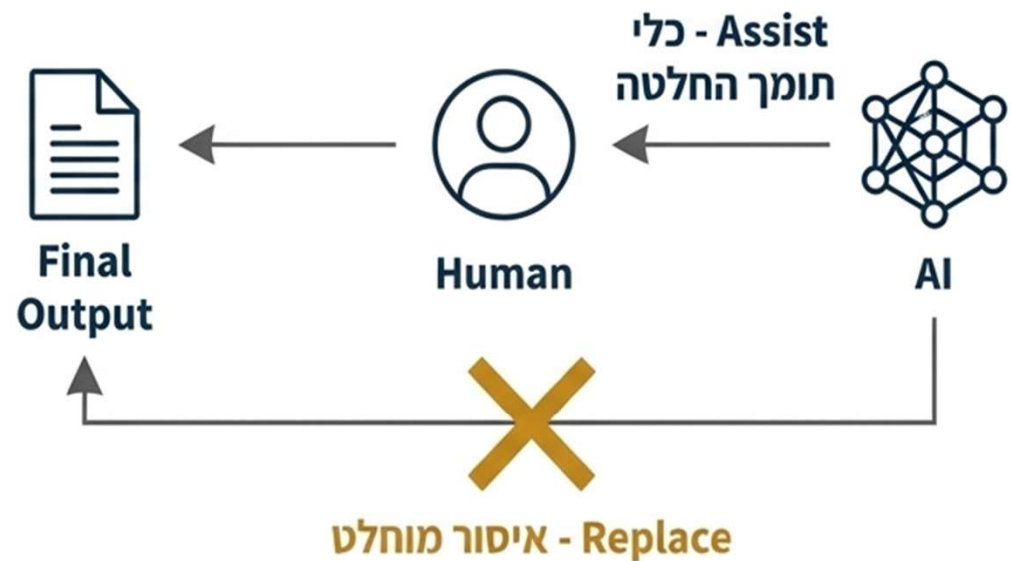 Assist - כלי
תומך החלטה
AI
Human
Final
Output
Replace - איסור מוחלט